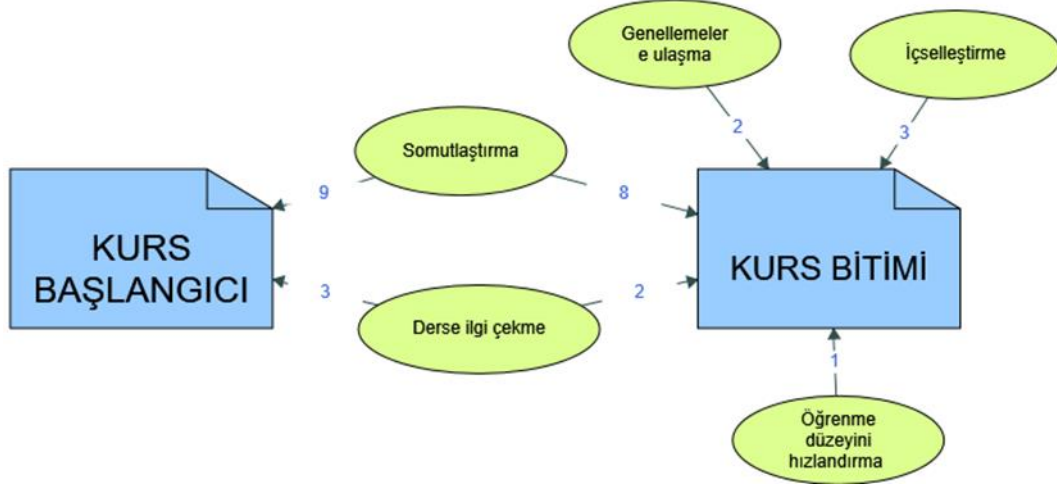 Genellemeler
e ulaşma
İçselleştirme
2
3
Somutlaştırma
9
8
KURS
BAŞLANGICI
KURS BİTİMİ
3
2
Derse ilgi çekme
1
Öğrenme
düzeyini
hızlandırma